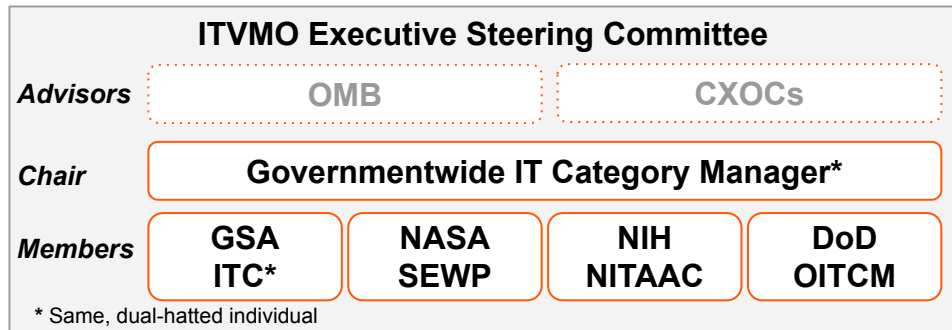 ITVMO Executive Steering Committee
Advisors
OMB
CXOCs
Chair
Governmentwide IT Category Manager*
Members
GSA
ITC*
NASA
SEWP
NIH
NITAAC
DoD
OITCM
* Same, dual-hatted individual